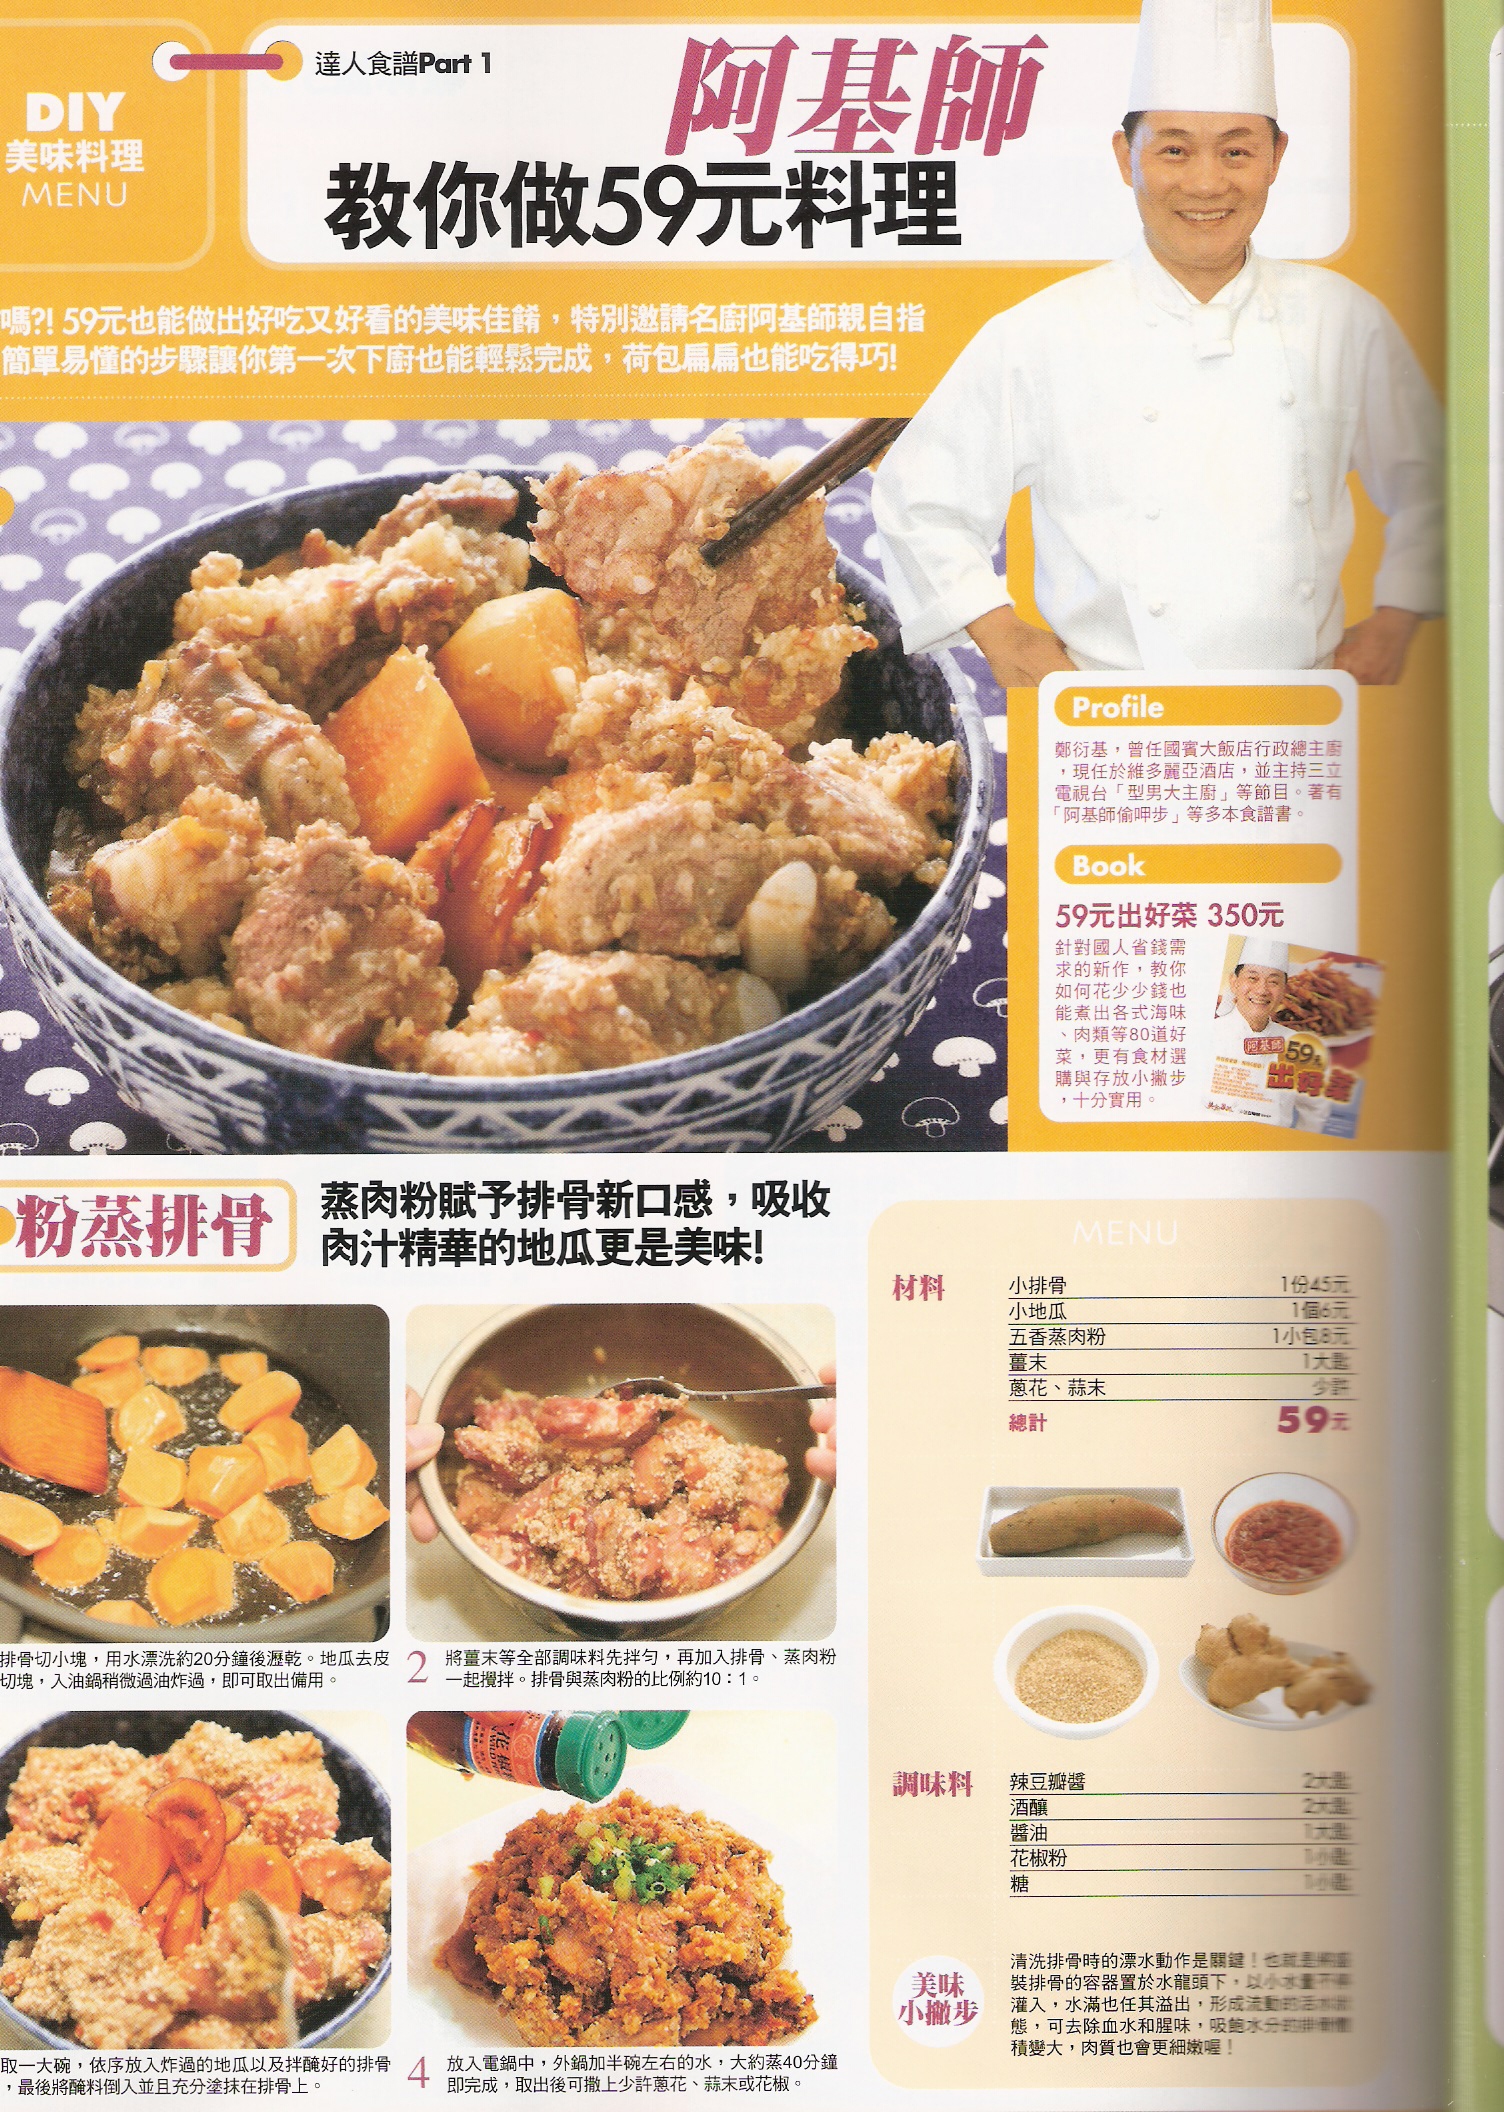 達人食譜Part 1
DIY
美味料理
MENU
阿基師
教你做59元料理
嗎?! 59元也能做出好吃又好看的美味佳餚，特別邀請名廚阿基師親自指
簡單易懂的步驟讓你第一次下廚也能輕鬆完成，荷包扁扁也能吃得巧!
Profile
鄭衍基，曾任國賓大飯店行政總主廚
，現任於維多麗亞酒店，並主持三立
電視台「型男大主廚」等節目。著有
「阿基師偷呷步」等多本食譜書。
Book
59元出好菜 350元
針對國人省錢需
求的新作，教你
如何花少少錢也
能煮出各式海味
、肉類等80道好
菜，更有食材選
購與存放小撇步
，十分實用。
阿基師
59元
出好菜
粉蒸排骨
蒸肉粉賦予排骨新口感，吸收
肉汁精華的地瓜更是美味!
排骨切小塊，用水漂洗約20分鐘後瀝乾。地瓜去皮
切塊，入油鍋稍微過油炸過，即可取出備用。
2 將薑末等全部調味料先拌勻，再加入排骨、蒸肉粉
一起攪拌。排骨與蒸肉粉的比例約10：1。
花椒
取一大碗，依序放入炸過的地瓜以及拌醃好的排骨
，最後將醃料倒入並且充分塗抹在排骨上。
4 放入電鍋中，外鍋加半碗左右的水，大約蒸40分鐘
即完成，取出後可撒上少許蔥花、蒜末或花椒。
MENU
材料
小排骨 1份45元
小地瓜 1個6元
五香蒸肉粉 1小包8元
薑末 1大匙
蔥花、蒜末 少許
總計 59元
調味料
辣豆瓣醬 2大匙
酒釀 2大匙
醬油 1大匙
花椒粉 1小匙
糖 1小匙
美味
小撇步
清洗排骨時的漂水動作是關鍵！也就是將
裝排骨的容器置於水龍頭下，以小水量不
灌入，水滿也任其溢出，形成流動的活水
態，可去除血水和腥味，吸飽水分的排骨體
積變大，肉質也會更細嫩喔！